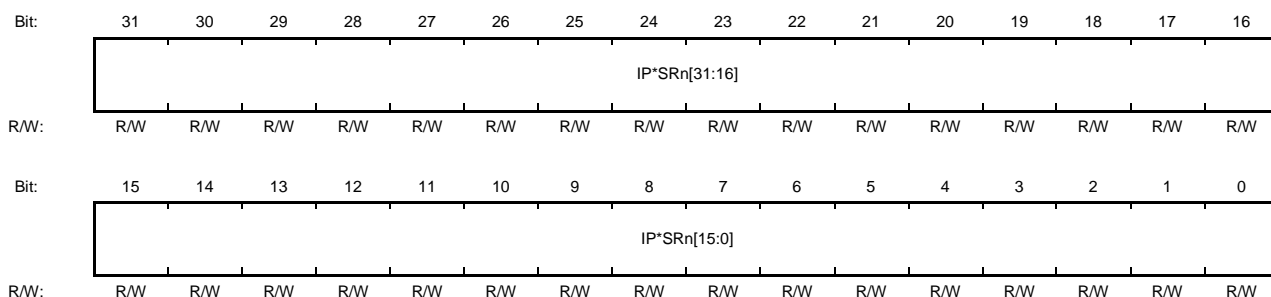 Bit: 31 30 29 28 27 26 25 24 23 22 21 20 19 18 17 16
IP*SRn[31:16]
R/W: R/W R/W R/W R/W R/W R/W R/W R/W R/W R/W R/W R/W R/W R/W R/W R/W
Bit: 15 14 13 12 11 10 9 8 7 6 5 4 3 2 1 0
IP*SRn[15:0]
R/W: R/W R/W R/W R/W R/W R/W R/W R/W R/W R/W R/W R/W R/W R/W R/W R/W